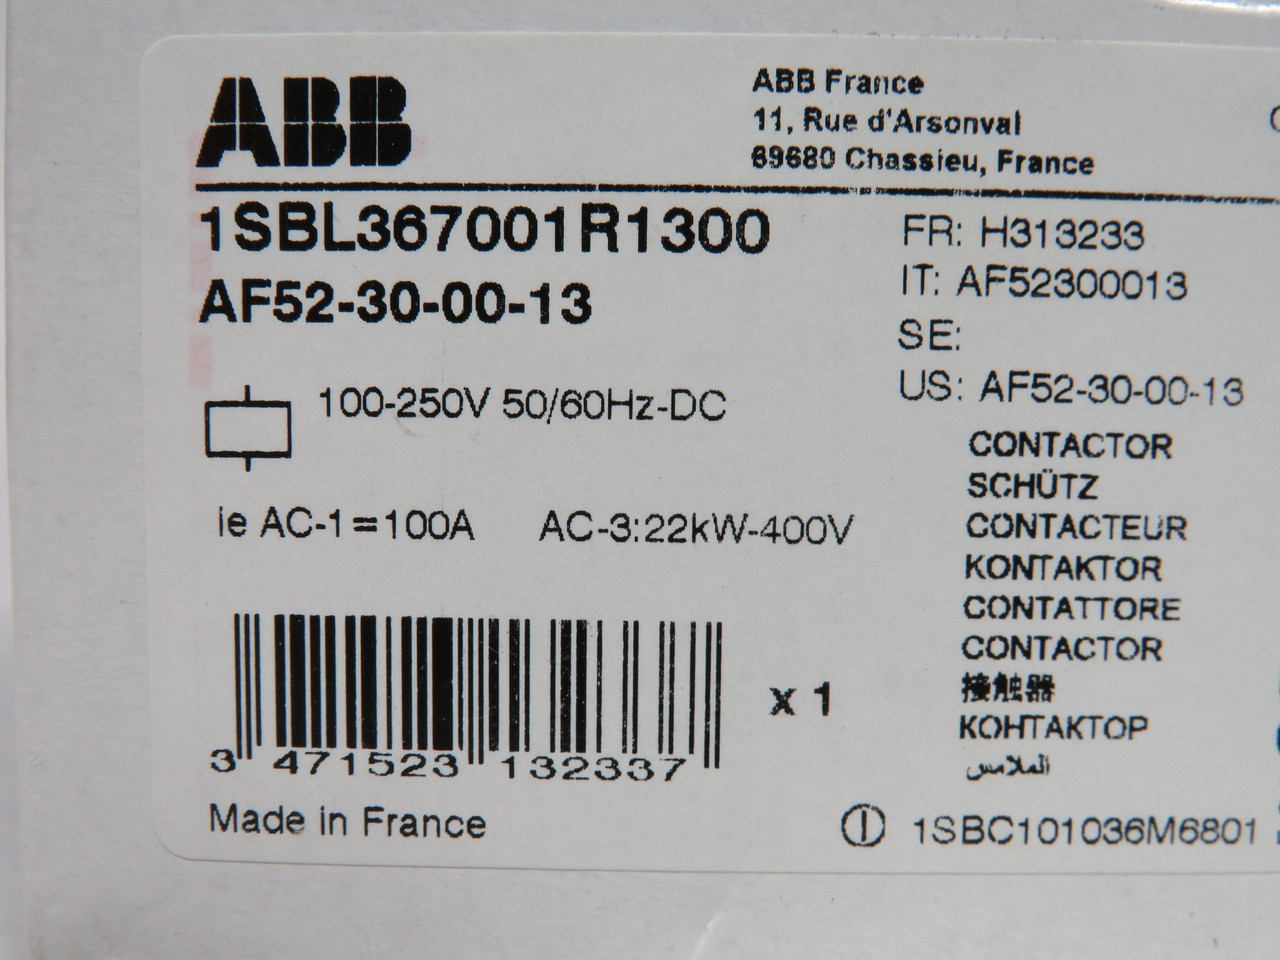 ABB
ABB France
11, Rue d'Arsonval
69680 Chassieu, France
1SBL367001R1300
AF52-30-00-13
FR: H313233
IT: AF52300013
SE:
US: AF52-30-00-13
100-250V 50/60Hz-DC
ie AC-1=100A AC-3:22kW-400V
CONTACTOR
SCHÜTZ
CONTACTEUR
KONTAKTOR
CONTATTORE
CONTACTOR
接触器
КОНТАКТОР
الملامس
x 1
3 471523 132337
Made in France
1SBC101036M6801